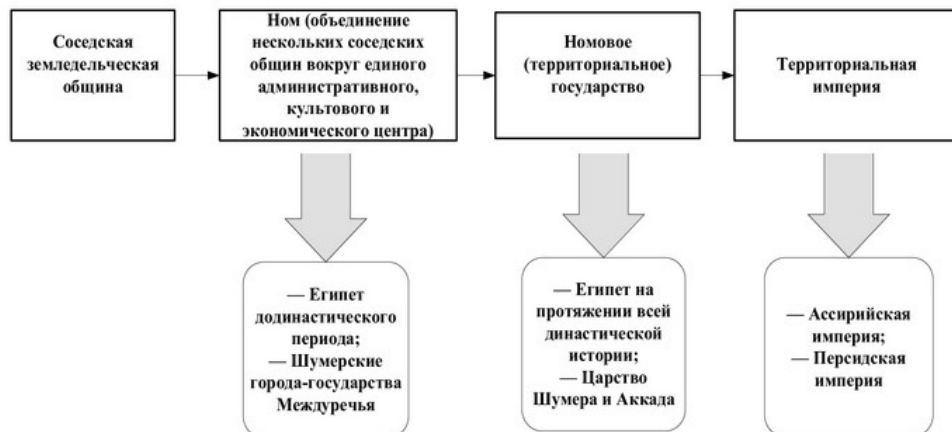 Соседская
земледельческая
община
Ном (объединение
нескольких соседских
общин вокруг единого
административного,
культового и
экономического центра)
Номовое
(территориальное)
государство
Территориальная
империя
— Египет
додинастического
периода;
— Шумерские
города-государства
Междуречья
— Египет на
протяжении всей
династической
истории;
— Царство
Шумера и Аккада
— Ассирийская
империя;
— Персидская
империя